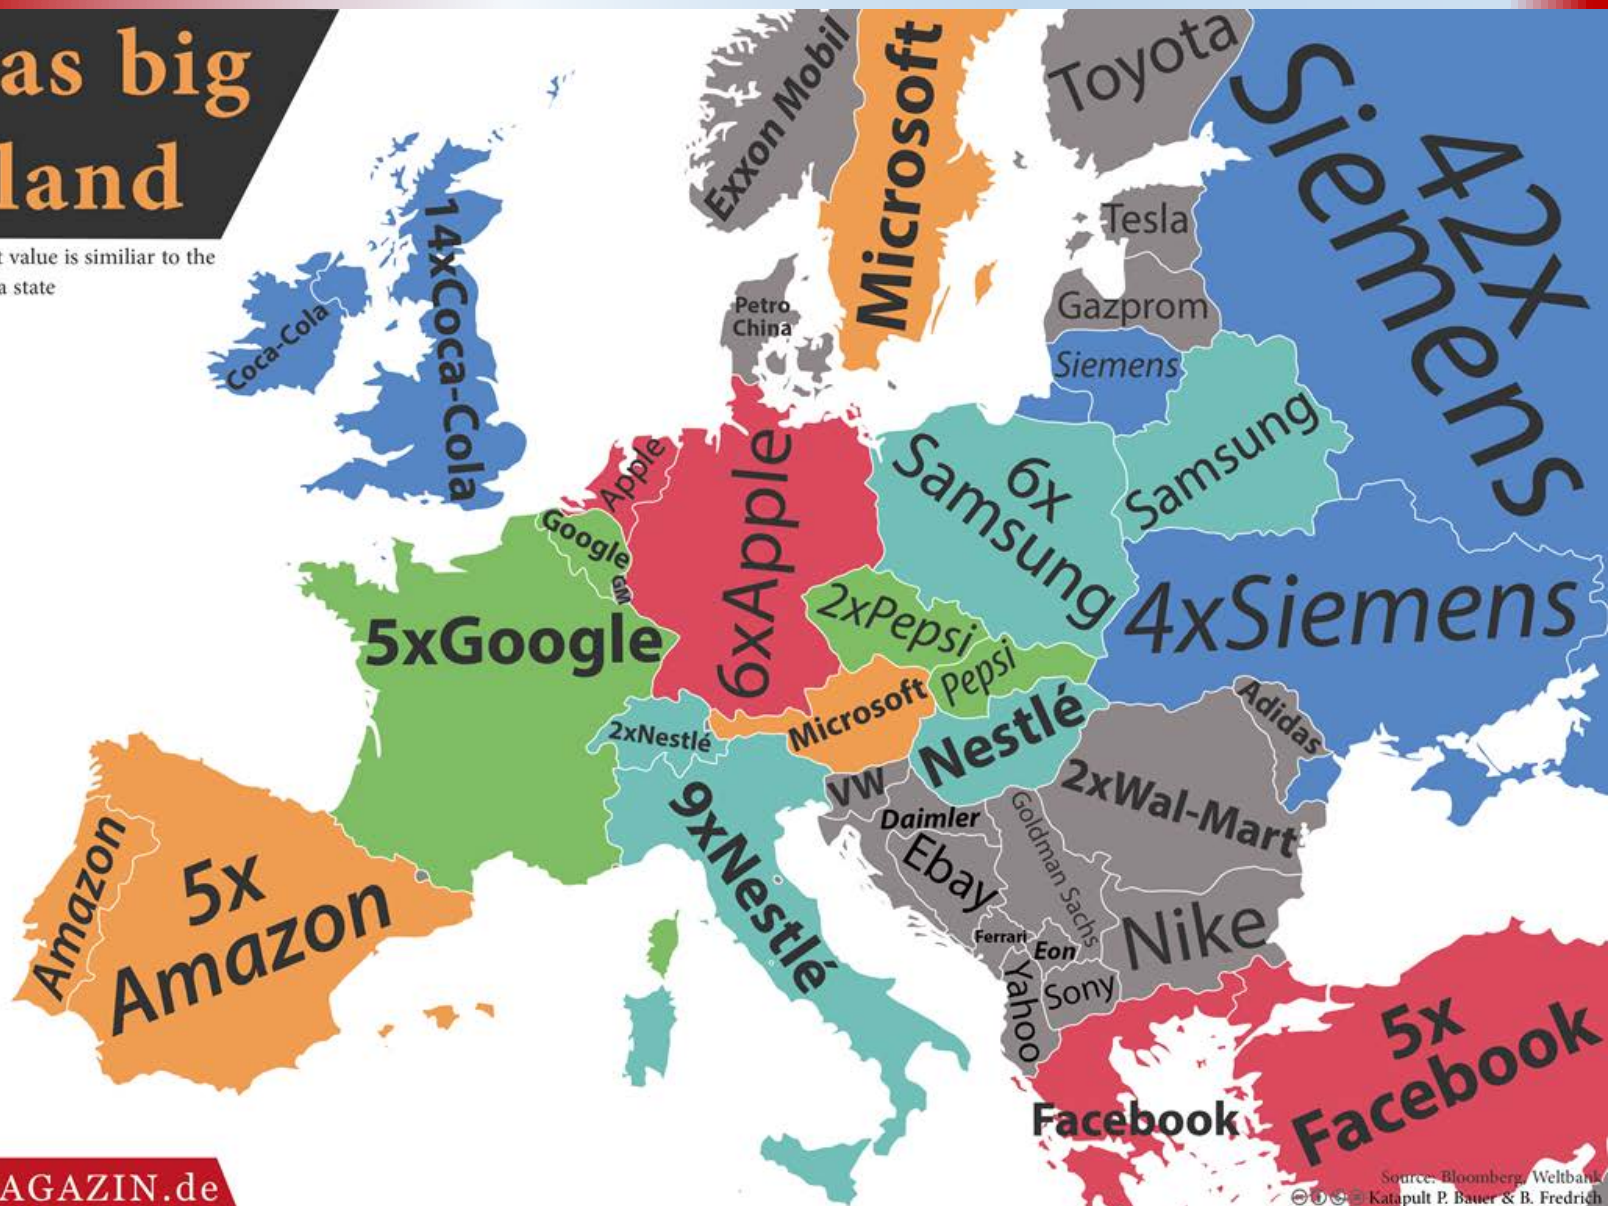 as big
land
t value is similiar to the
a state
Exxon Mobil
Microsoft
Toyota
42x
Siemens
Tesla
Gazprom
Siemens
Petro
China
Coca-Cola
14xCoca-Cola
Apple
6xApple
6x
Samsung
Samsung
Google
GM
5xGoogle
2xPepsi
Pepsi
4xSiemens
2xNestlé
Microsoft
Nestlé
Adidas
9xNestlé
VW
Daimler
Goldman Sachs
2xWal-Mart
Ebay
Ferrari
Eon
Yahoo
Sony
Nike
Amazon
5x
Amazon
Facebook
5x
Facebook
AGAZIN.de
Source: Bloomberg, Weltbank
Katapult P. Bauer & B. Fredrich